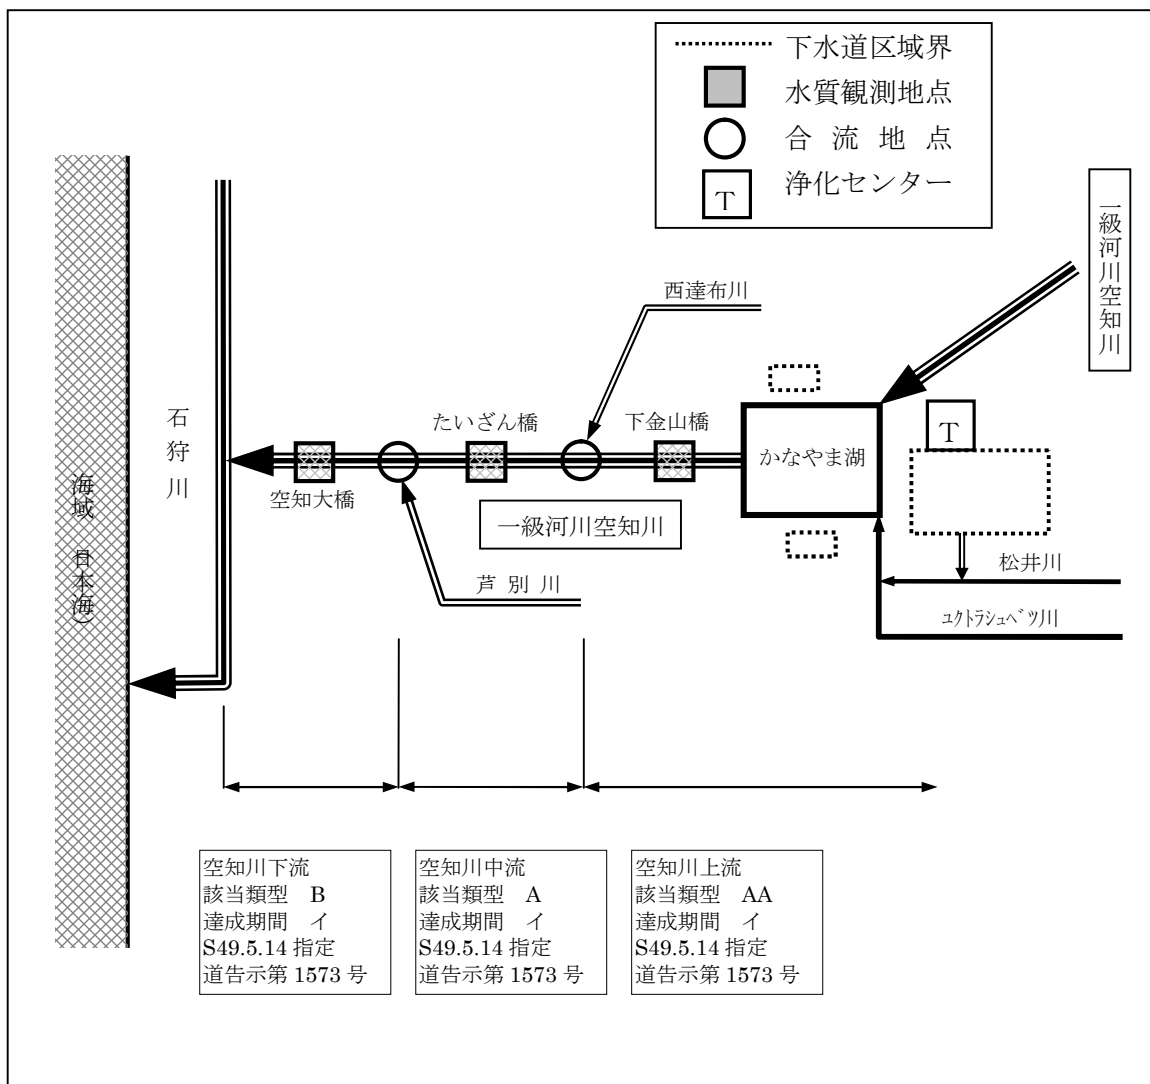 下水道区域界
水質観測地点
合流地点
T
浄化センター
一級河川空知川
西達布川
石狩川
たいざん橋
下金山橋
かなやま湖
T
空知大橋
一級河川空知川
海域 日本海)
松井川
芦別川
ユクトラシュベツ川
空知川下流
該当類型 B
達成期間 イ
S49.5.14 指定
道告示第 1573 号
空知川中流
該当類型 A
達成期間 イ
S49.5.14 指定
道告示第 1573 号
空知川上流
該当類型 AA
達成期間 イ
S49.5.14 指定
道告示第 1573 号